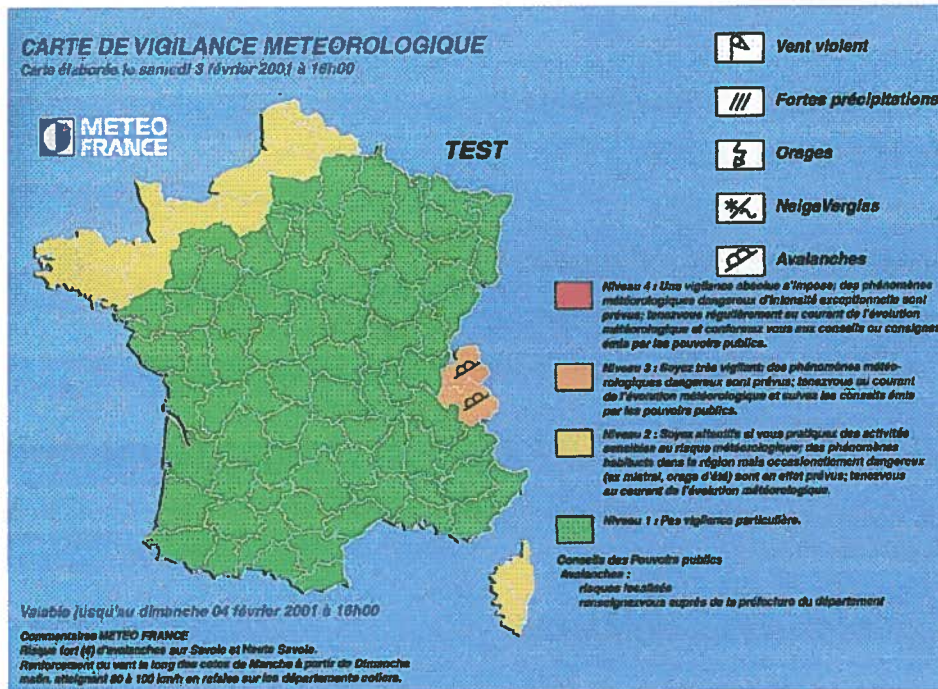 CARTE DE VIGILANCE METEOROLOGIQUE
Carte élaborée le samedi 3 février 2001 à 16h00
METEO
FRANCE
TEST
Vent violent
Fortes précipitations
Orages
NeigeVerglas
Avalanches
Niveau 4 : Une vigilance absolue s'impose; des phénomènes
météorologiques dangereux d'intensité exceptionnelle sont
prévus; tenezvous régulièrement au courant de l'évolution
météorologique et conformez vous aux conseils ou consignes
émis par les pouvoirs publics.
Niveau 3 : Soyez très vigilant; des phénomènes météo-
rologiques dangereux sont prévus; tenezvous au courant
de l'évolution météorologique et suivez les conseils émis
par les pouvoirs publics.
Niveau 2 : Soyez attentifs si vous pratiquez des activités
sensibles au risque météorologique; des phénomènes
habituels dans la région mais occasionellement dangereux
(ex mistral, orage d'été) sont en effet prévus; tenezvous
au courant de l'évolution météorologique.
Niveau 1 : Pas vigilance particulière.
Conseils des Pouvoirs publics
Avalanches :
risques localisés
renseignezvous auprès de la préfecture du département
Valable jusqu'au dimanche 04 février 2001 à 16h00
Commentaires METEO FRANCE
Risque fort (4) d'avalanches sur Savoie et Haute Savoie.
Renforcement du vent le long des cotes de Manche à partir de Dimanche
matin, atteignant 80 à 100 km/h en rafales sur les départements cotiers.